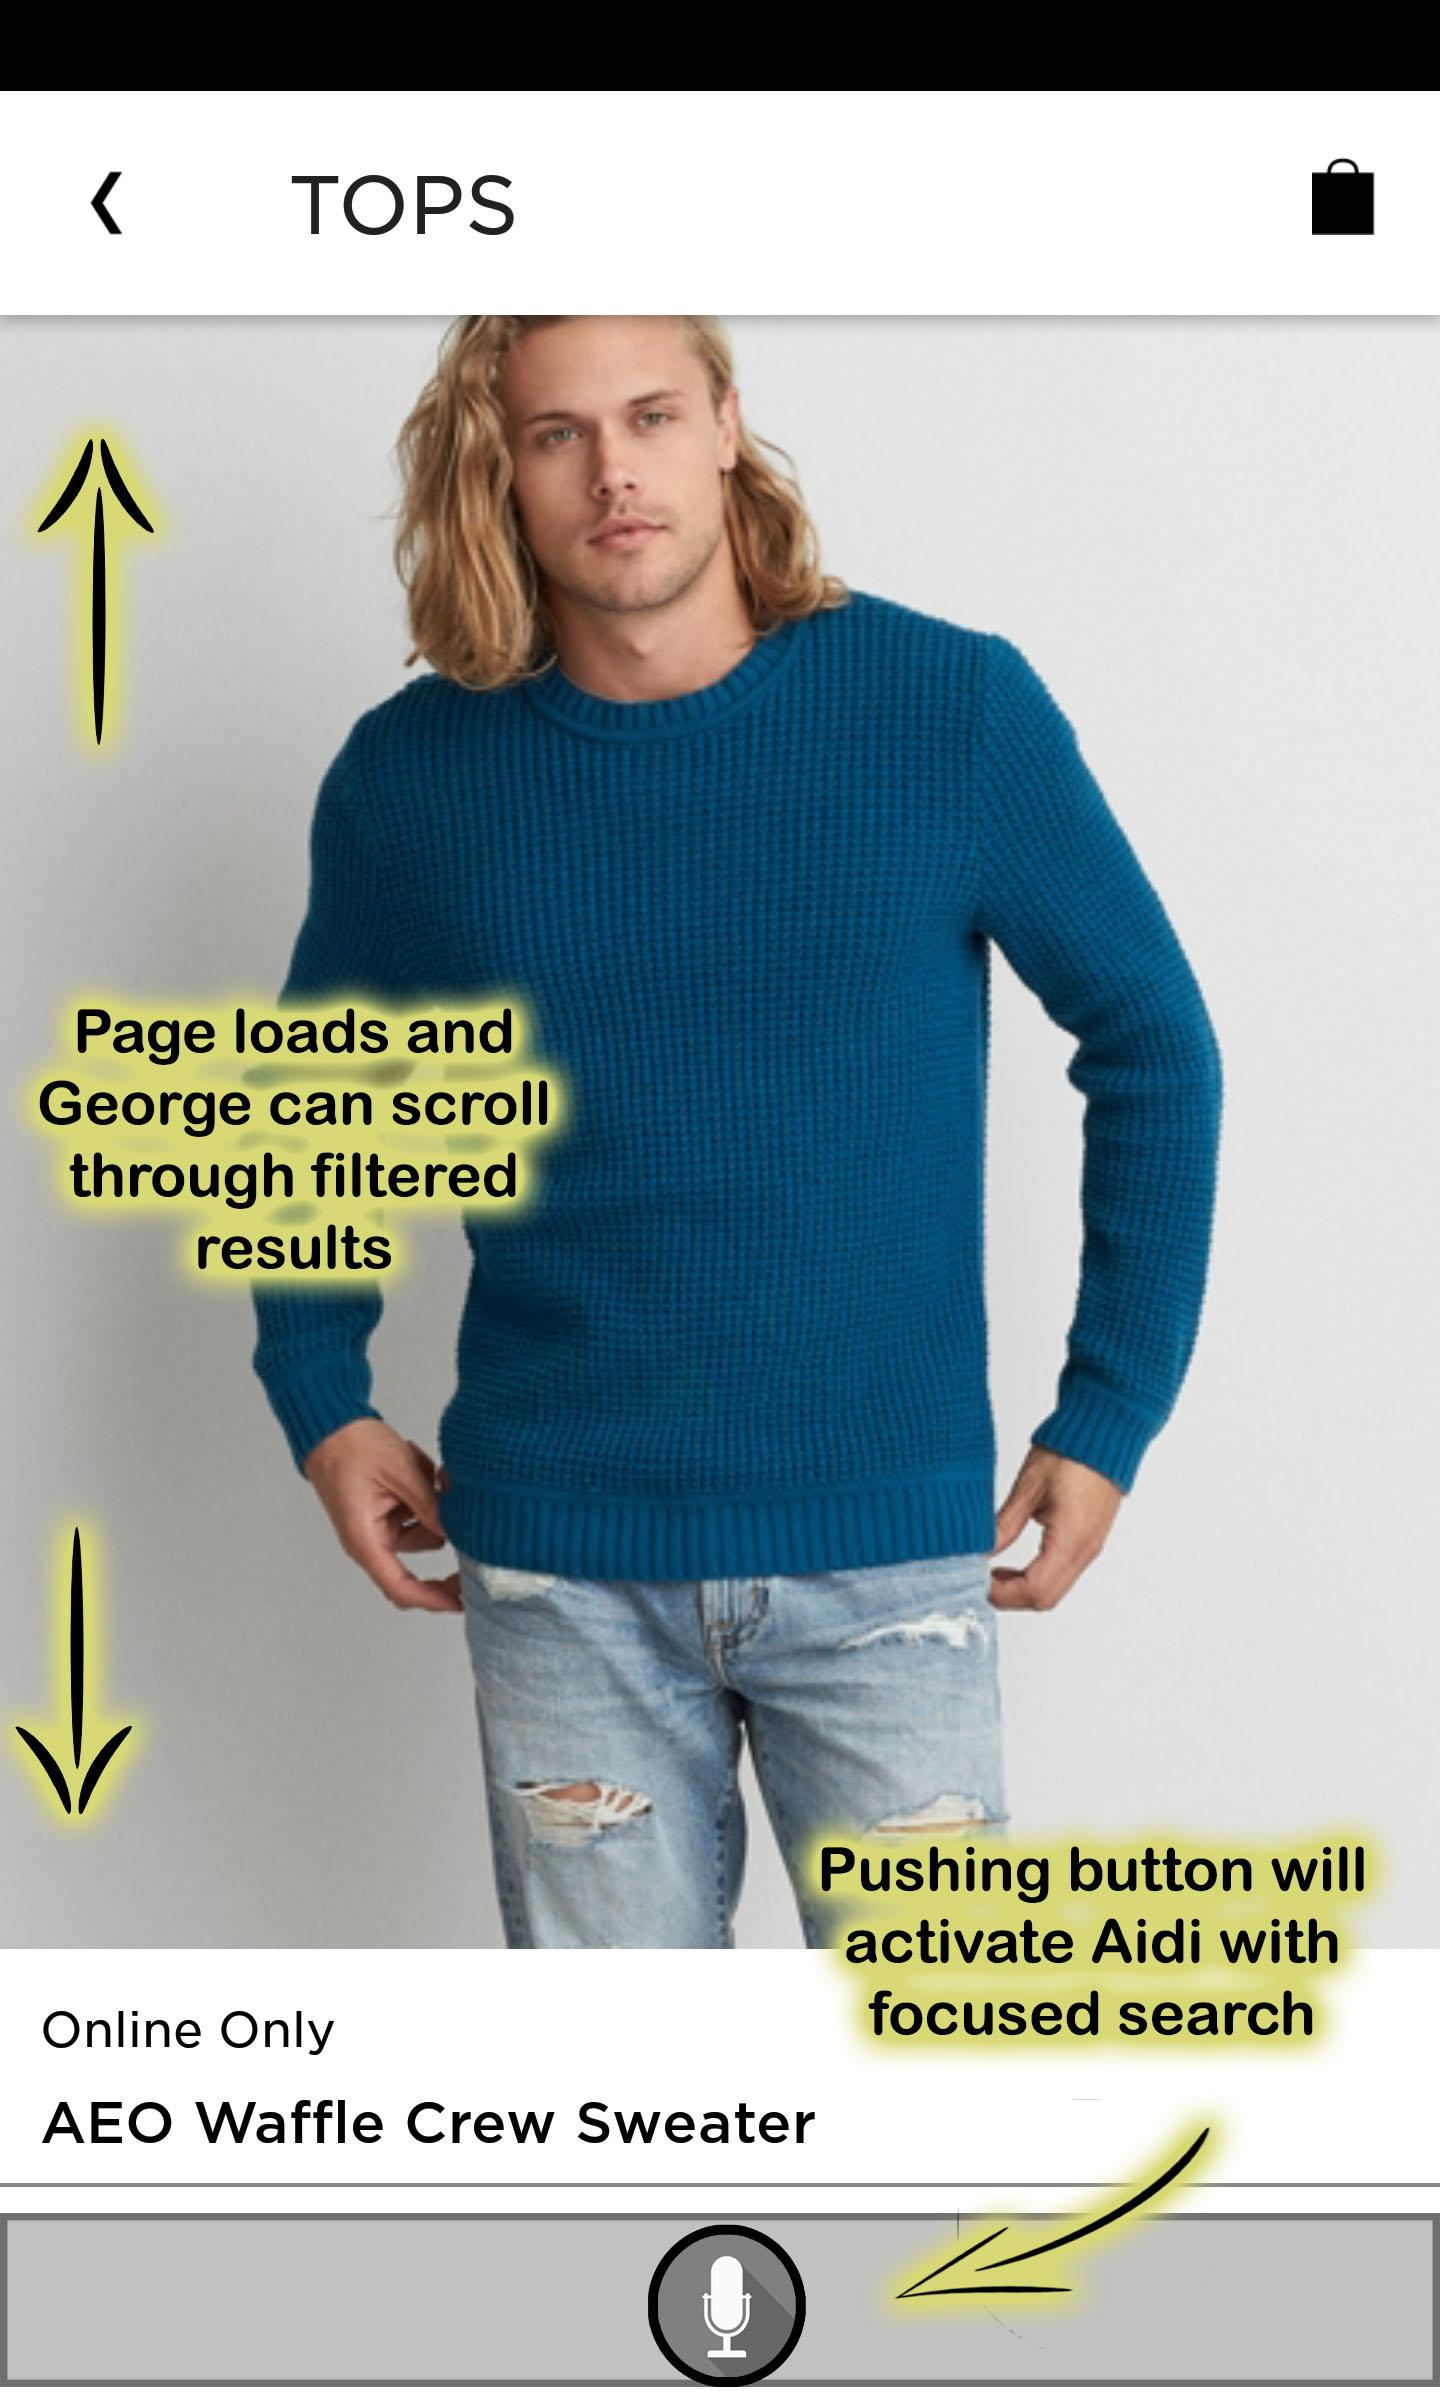 TOPS
Page loads and
George can scroll
through filtered
results
Pushing button will
activate Aidi with
focused search
Online Only
AEO Waffle Crew Sweater